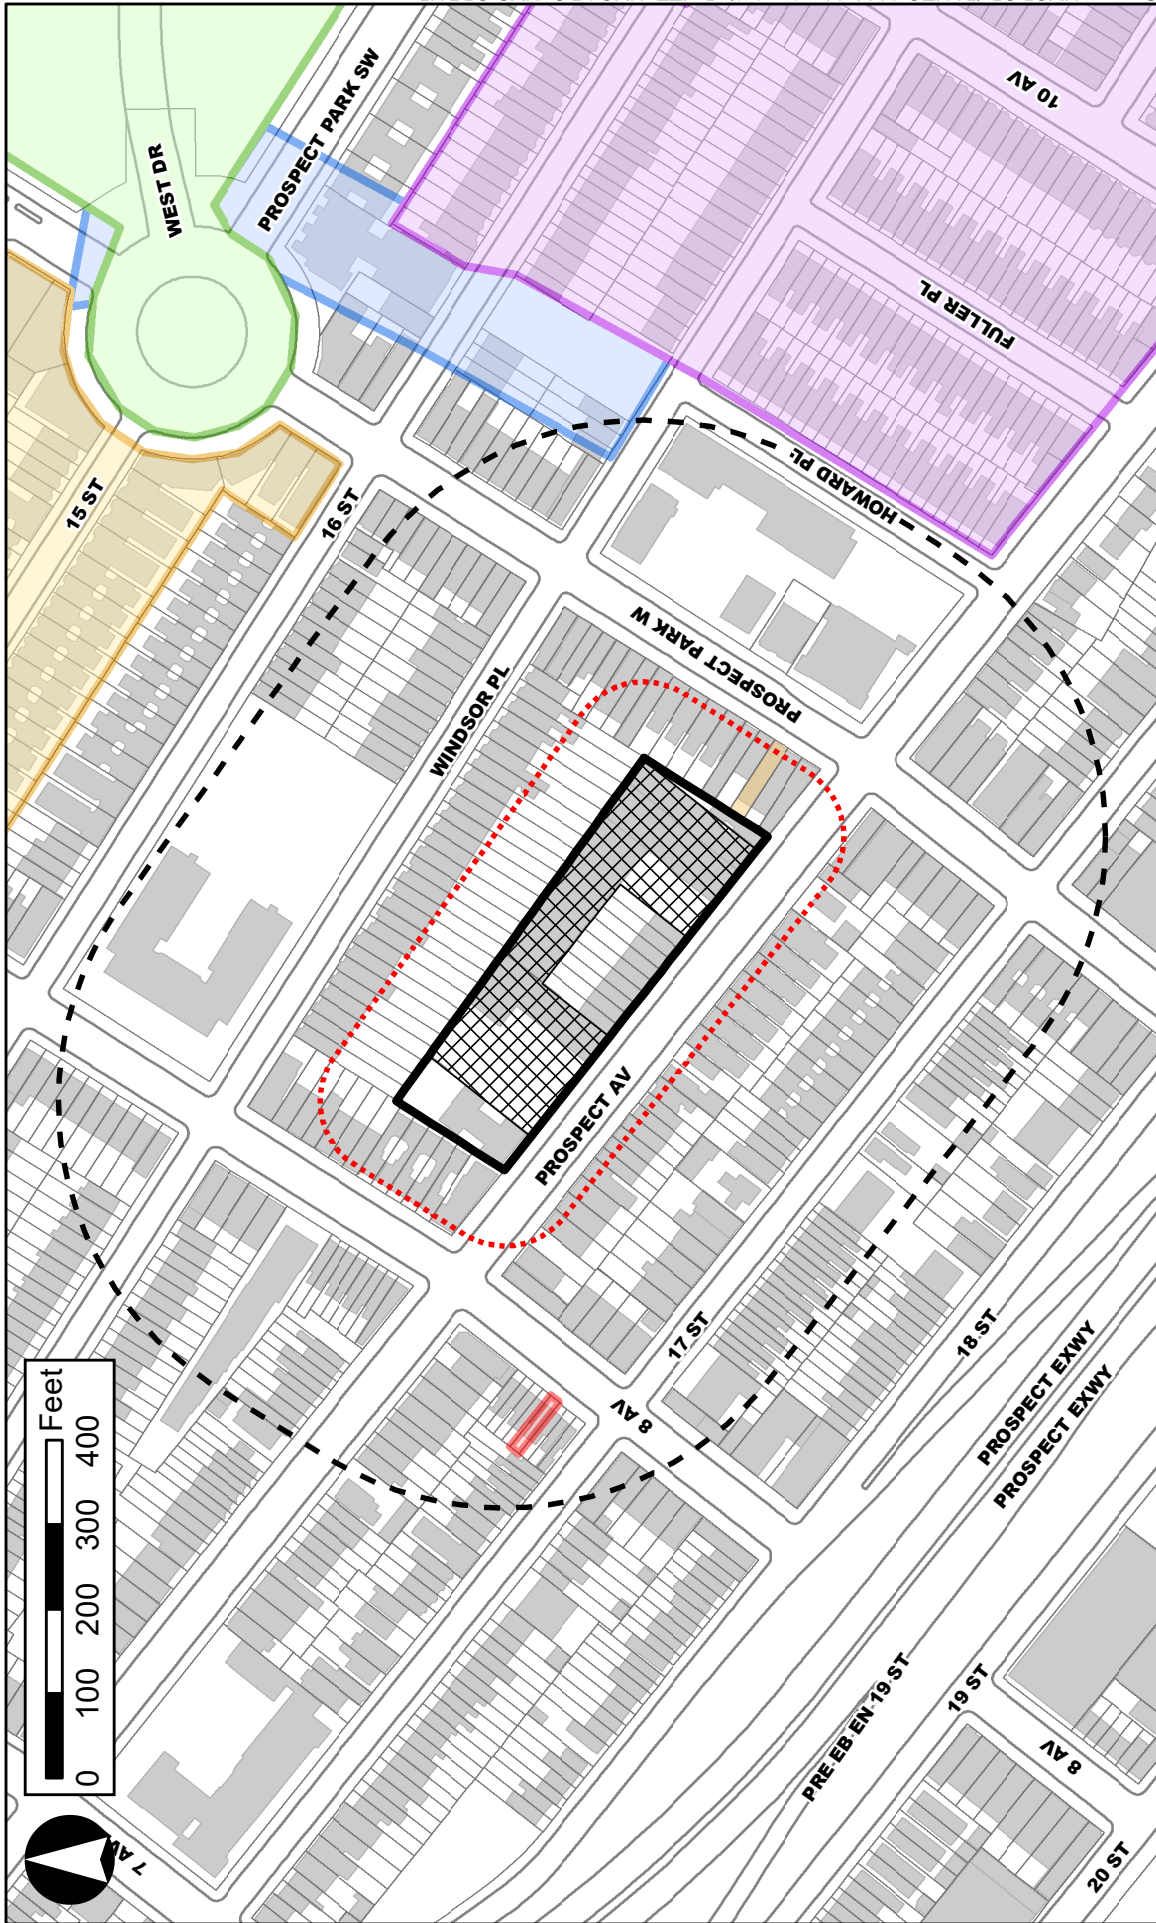 10 AV
PROSPECT PARK SW
WEST DR
FULLER PL
15 ST
16 ST
HOWARD PL
PROSPECT PARK W
WINDSOR PL
PROSPECT AV
17 ST
8 AV
18 ST
PROSPECT EXWY
PROSPECT EXWY
PRE EB EN 19 ST
19 ST
8 AV
20 ST
7 AV
0 100 200 300 400
Feet